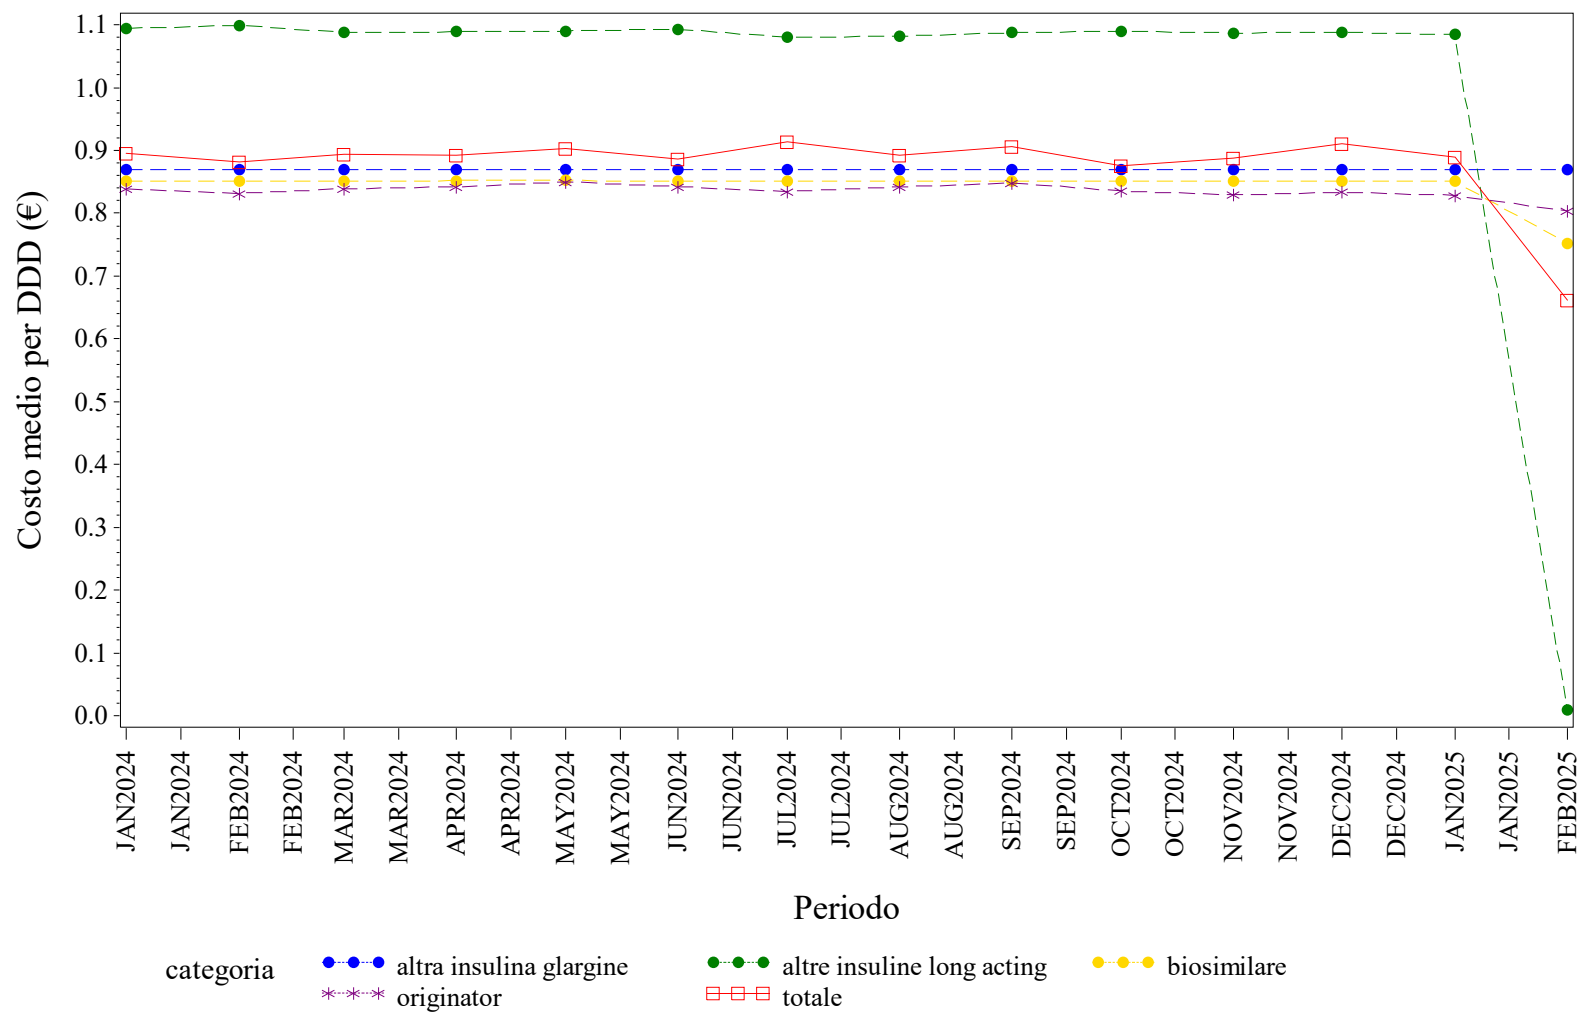 Costo medio per DDD (€)
1.1
1.0
0.9
0.8
0.7
0.6
0.5
0.4
0.3
0.2
0.1
0.0
JAN2024
JAN2024
FEB2024
FEB2024
MAR2024
MAR2024
APR2024
APR2024
MAY2024
MAY2024
JUN2024
JUN2024
JUL2024
JUL2024
AUG2024
AUG2024
SEP2024
SEP2024
OCT2024
OCT2024
NOV2024
NOV2024
DEC2024
DEC2024
JAN2025
JAN2025
FEB2025
Periodo
categoria
altra insulina glargine
altre insuline long acting
biosimilare
originator
totale